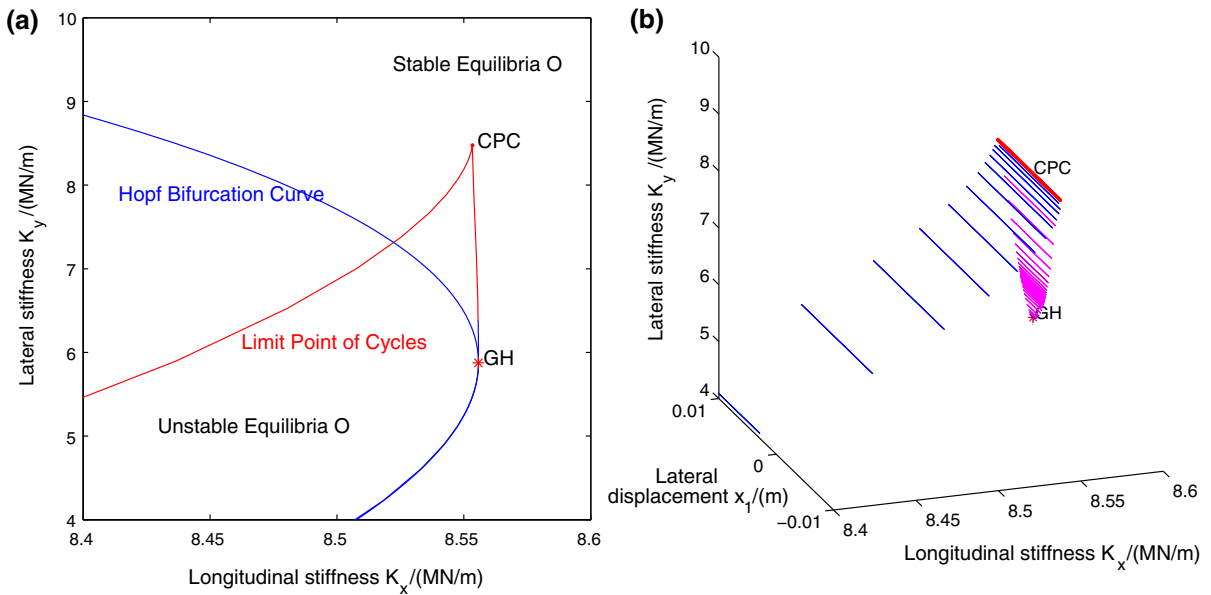 (a)
10
9
8
7
6
5
4
8.4
8.45
8.5
8.55
8.6
Lateral stiffness K_y /(MN/m)
Longitudinal stiffness K_x/(MN/m)
Stable Equilibria O
CPC
Hopf Bifurcation Curve
Limit Point of Cycles
GH
Unstable Equilibria O
(b)
10
9
8
7
6
5
4
Lateral stiffness K_y /(MN/m)
0.01
0
−0.01
Lateral
displacement x_1/(m)
8.4
8.45
8.5
8.55
8.6
Longitudinal stiffness K_x/(MN/m)
CPC
GH